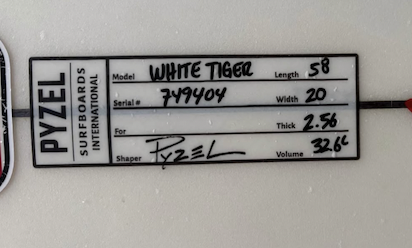 PYZEL
SURFBOARDS
INTERNATIONAL
Model WHITE TIGER Length 58
Serial # 749404 Width 20
For Thick 2.56
Shaper PYZEL Volume 32.6L